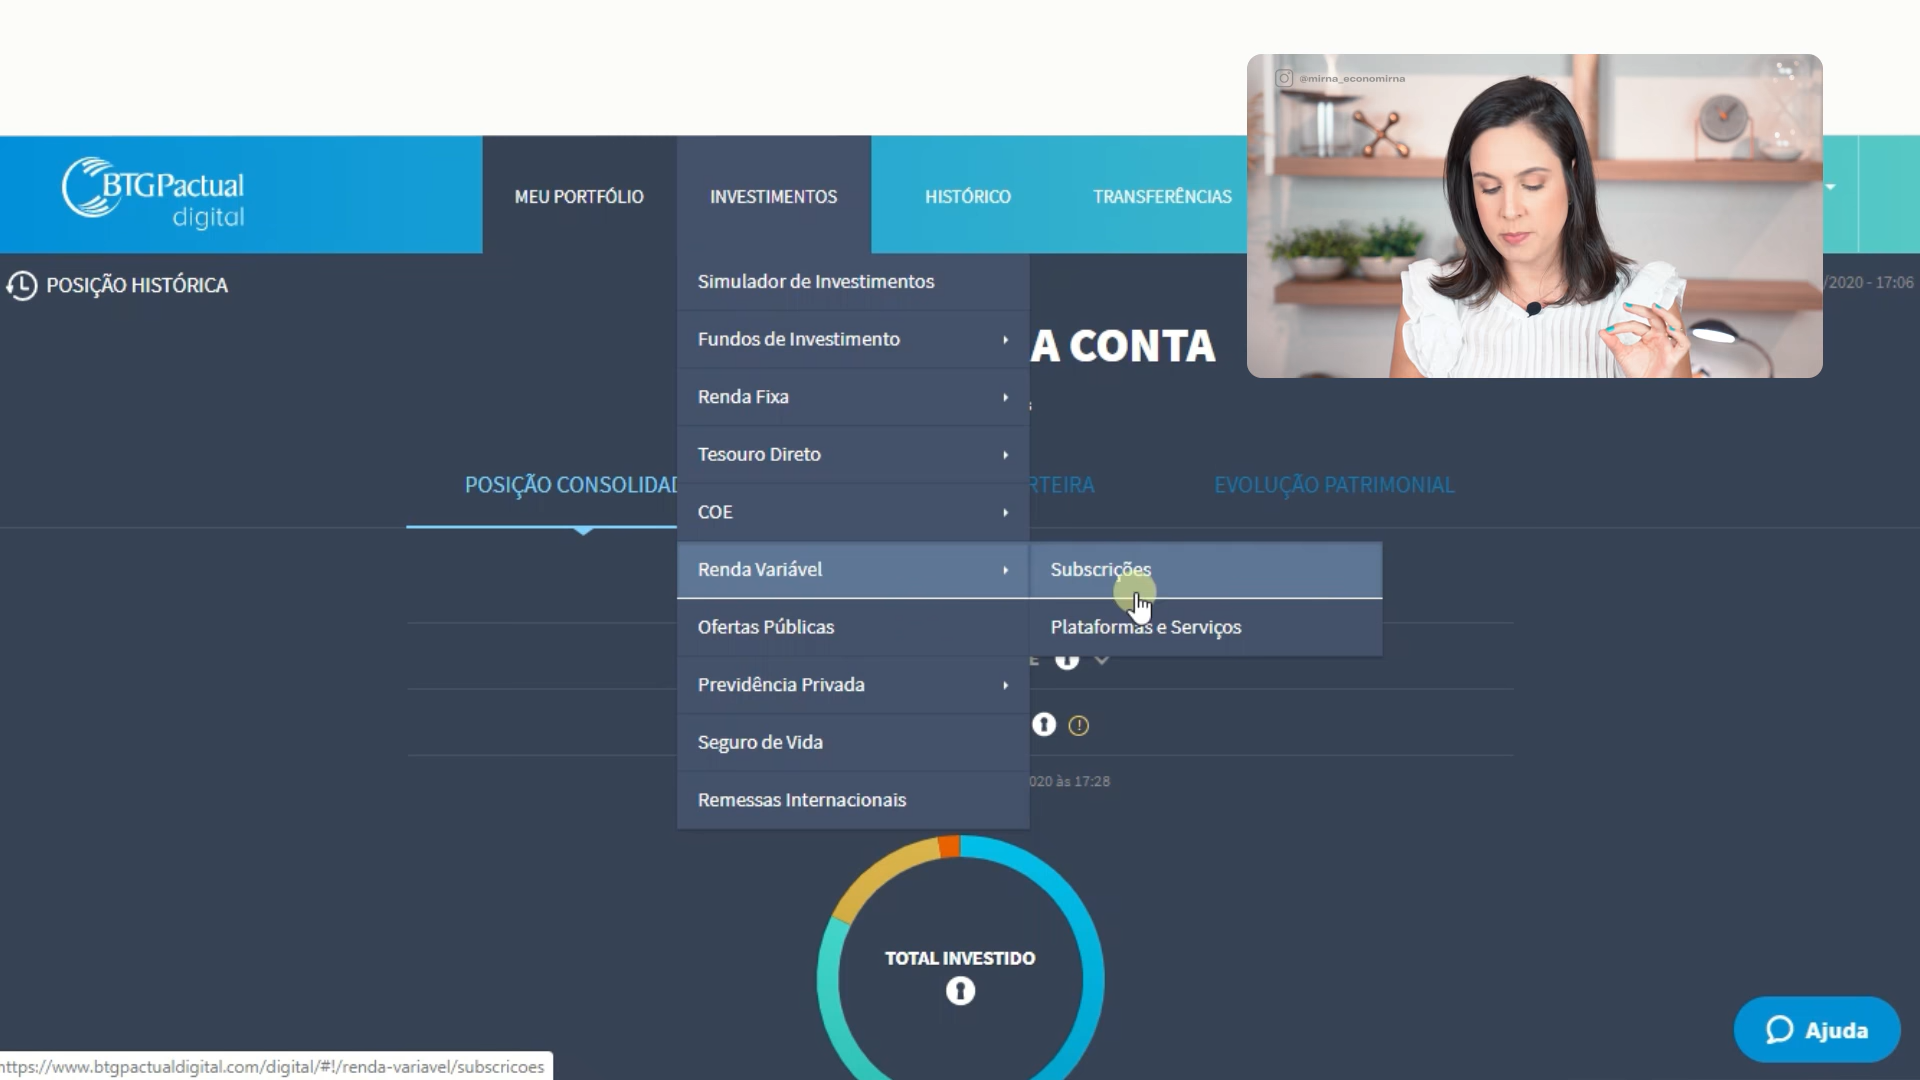 @mirna_economirna
BTGPactual
digital
MEU PORTFÓLIO
INVESTIMENTOS
HISTÓRICO
TRANSFERÊNCIAS
POSIÇÃO HISTÓRICA
/2020 - 17:06
Simulador de Investimentos
A CONTA
Fundos de Investimento
Renda Fixa
Tesouro Direto
POSIÇÃO CONSOLIDAD
RTEIRA
EVOLUÇÃO PATRIMONIAL
COE
Renda Variável
Subscrições
Ofertas Públicas
Plataformas e Serviços
Previdência Privada
Seguro de Vida
020 às 17:28
Remessas Internacionais
TOTAL INVESTIDO
Ajuda
https://www.btgpactualdigital.com/digital/#!/renda-variavel/subscricoes